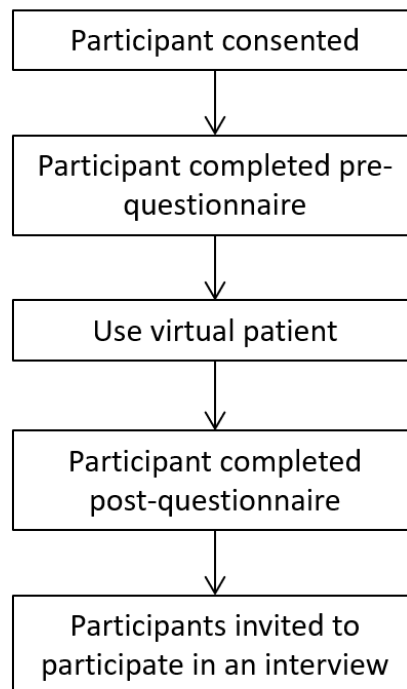 Participant consented
Participant completed pre-
questionnaire
Use virtual patient
Participant completed
post-questionnaire
Participants invited to
participate in an interview